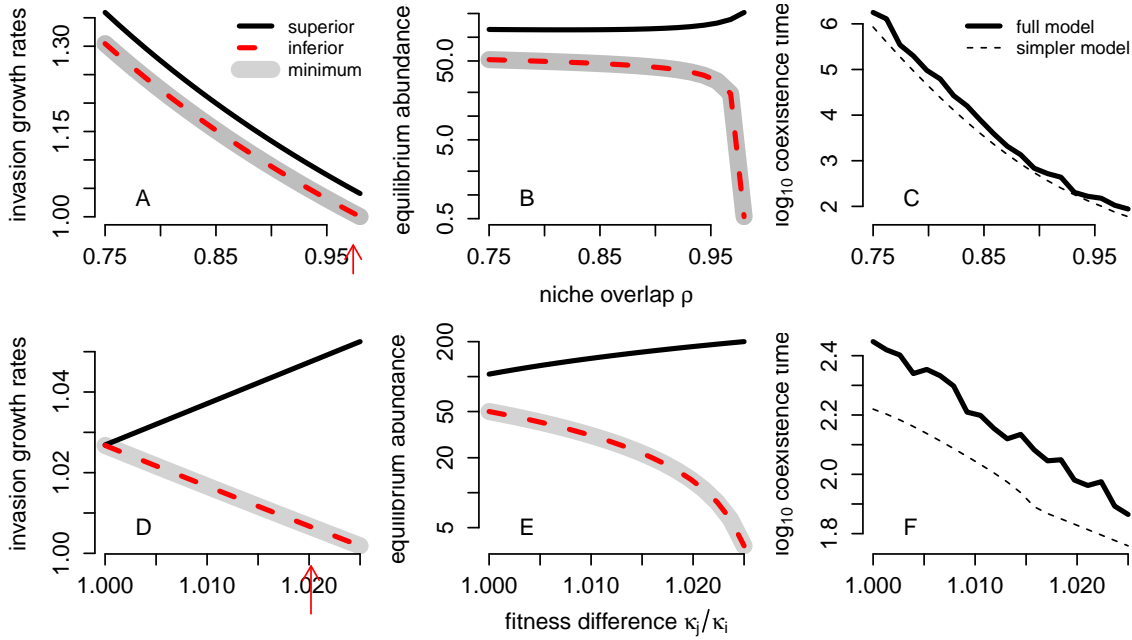 invasion growth rates
1.00 1.15 1.30
superior
inferior
minimum
A
0.75 0.85 0.95
equilibrium abundance
0.5 5.0 50.0
B
0.75 0.85 0.95
niche overlap ρ
log₁₀ coexistence time
2 3 4 5 6
full model
simpler model
C
0.75 0.85 0.95
invasion growth rates
1.00 1.02 1.04
D
1.000 1.010 1.020
equilibrium abundance
5 20 50 200
E
1.000 1.010 1.020
fitness difference κj/κi
log₁₀ coexistence time
1.8 2.0 2.2 2.4
F
1.000 1.010 1.020